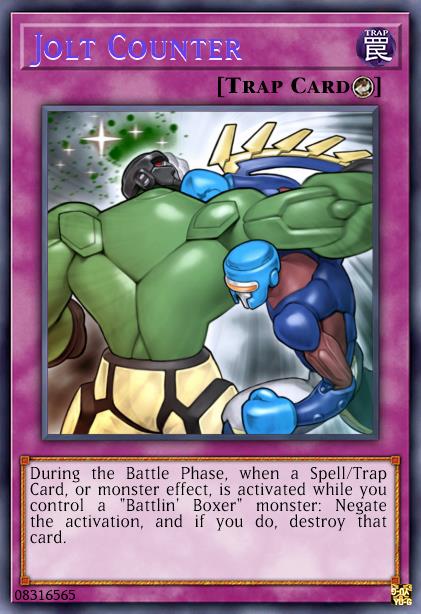 Jolt Counter
TRAP
罠
[Trap Card]
During the Battle Phase, when a Spell/Trap
Card, or monster effect, is activated while you
control a "Battlin' Boxer" monster: Negate
the activation, and if you do, destroy that
card.
08316565